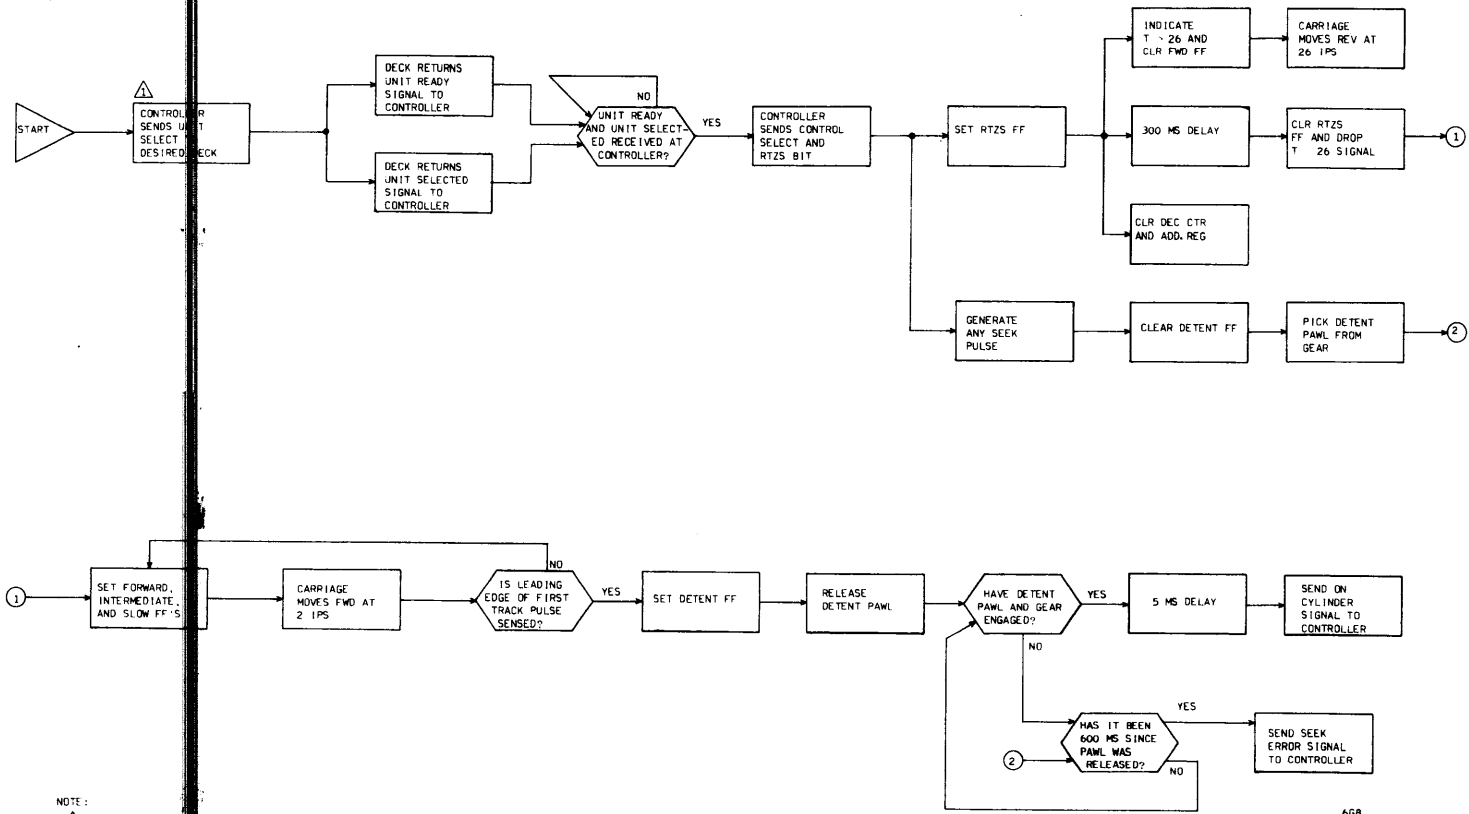 INDICATE
T > 26 AND
CLR FWD FF
CARRIAGE
MOVES REV AT
26 IPS
DECK RETURNS
UNIT READY
SIGNAL TO
CONTROLLER
NO
1
START
CONTROLLER
SENDS UNIT
SELECT
DESIRED DECK
UNIT READY
AND UNIT SELECT-
ED RECEIVED AT
CONTROLLER?
YES
CONTROLLER
SENDS CONTROL
SELECT AND
RTZS BIT
SET RTZS FF
300 MS DELAY
CLR RTZS
FF AND DROP
T 26 SIGNAL
1
DECK RETURNS
UNIT SELECTED
SIGNAL TO
CONTROLLER
CLR DEC CTR
AND ADD. REG
GENERATE
ANY SEEK
PULSE
CLEAR DETENT FF
PICK DETENT
PAWL FROM
GEAR
2
1
SET FORWARD,
INTERMEDIATE,
AND SLOW FF'S
CARRIAGE
MOVES FWD AT
2 IPS
NO
IS LEADING
EDGE OF FIRST
TRACK PULSE
SENSED?
YES
SET DETENT FF
RELEASE
DETENT PAWL
HAVE DETENT
PAWL AND GEAR
ENGAGED?
YES
5 MS DELAY
SEND ON
CYLINDER
SIGNAL TO
CONTROLLER
NO
HAS IT BEEN
600 MS SINCE
PAWL WAS
RELEASED?
YES
2
NO
SEND SEEK
ERROR SIGNAL
TO CONTROLLER
NOTE:
6G8